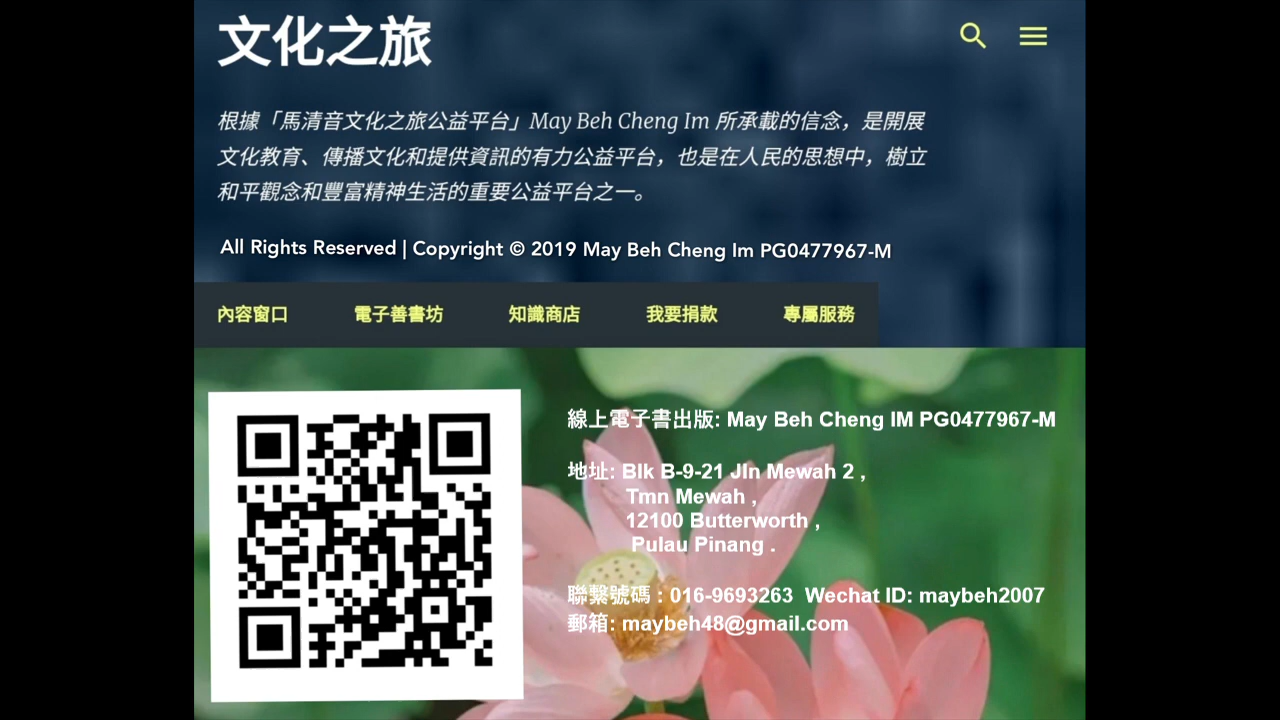 文化之旅
根據「馬清音文化之旅公益平台」May Beh Cheng Im 所承載的信念，是開展
文化教育、傳播文化和提供資訊的有力公益平台，也是在人民的思想中，樹立
和平觀念和豐富精神生活的重要公益平台之一。
All Rights Reserved | Copyright © 2019 May Beh Cheng Im PG0477967-M
內容窗口 電子善書坊 知識商店 我要捐款 專屬服務
線上電子書出版: May Beh Cheng IM PG0477967-M
地址: Blk B-9-21 Jln Mewah 2 ,
Tmn Mewah ,
12100 Butterworth ,
Pulau Pinang .
聯繫號碼 : 016-9693263 Wechat ID: maybeh2007
郵箱: maybeh48@gmail.com